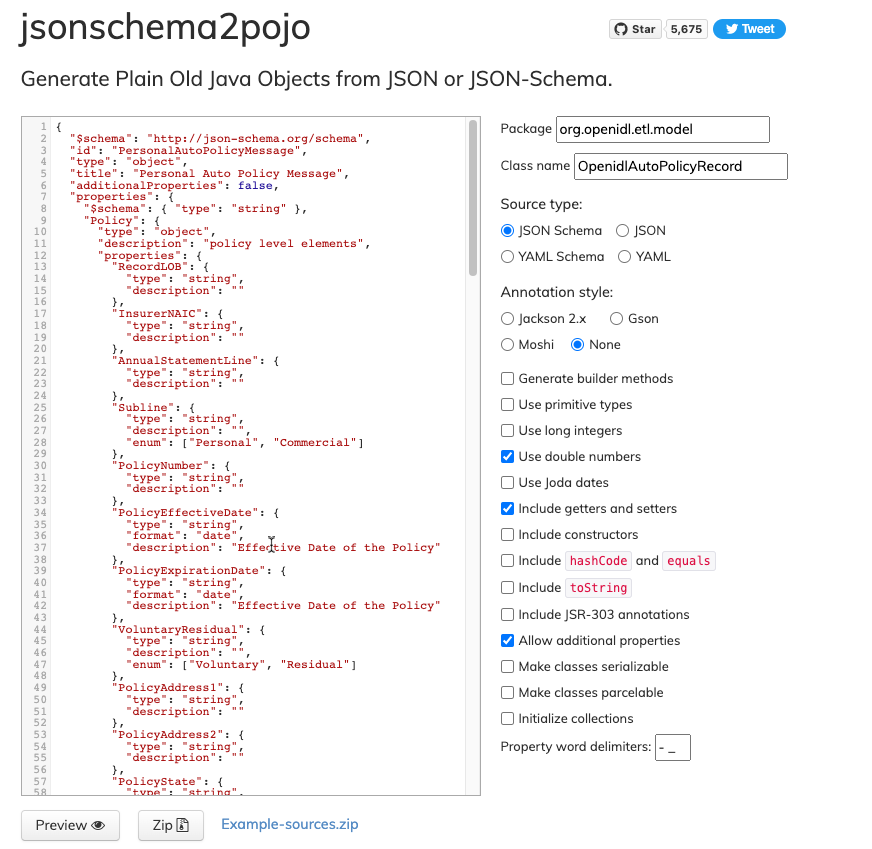 jsonschema2pojo
Star 5,675 Tweet
Generate Plain Old Java Objects from JSON or JSON-Schema.
1 {
2 "$schema": "http://json-schema.org/schema",
3 "id": "PersonalAutoPolicyMessage",
4 "type": "object",
5 "title": "Personal Auto Policy Message",
6 "additionalProperties": false,
7 "properties": {
8 "$schema": { "type": "string" },
9 "Policy": {
10 "type": "object",
11 "description": "policy level elements",
12 "properties": {
13 "RecordLOB": {
14 "type": "string",
15 "description": ""
16 },
17 "InsurerNAIC": {
18 "type": "string",
19 "description": ""
20 },
21 "AnnualStatementLine": {
22 "type": "string",
23 "description": ""
24 },
25 "Subline": {
26 "type": "string",
27 "description": "",
28 "enum": ["Personal", "Commercial"]
29 },
30 "PolicyNumber": {
31 "type": "string",
32 "description": ""
33 },
34 "PolicyEffectiveDate": {
35 "type": "string",
36 "format": "date",
37 "description": "Effective Date of the Policy"
38 },
39 "PolicyExpirationDate": {
40 "type": "string",
41 "format": "date",
42 "description": "Effective Date of the Policy"
43 },
44 "VoluntaryResidual": {
45 "type": "string",
46 "description": "",
47 "enum": ["Voluntary", "Residual"]
48 },
49 "PolicyAddress1": {
50 "type": "string",
51 "description": ""
52 },
53 "PolicyAddress2": {
54 "type": "string",
55 "description": ""
56 },
57 "PolicyState": {
58 "type": "string",
Package org.openidl.etl.model
Class name OpenidlAutoPolicyRecord
Source type:
JSON Schema JSON
YAML Schema YAML
Annotation style:
Jackson 2.x Gson
Moshi None
Generate builder methods
Use primitive types
Use long integers
Use double numbers
Use Joda dates
Include getters and setters
Include constructors
Include hashCode and equals
Include toString
Include JSR-303 annotations
Allow additional properties
Make classes serializable
Make classes parcelable
Initialize collections
Property word delimiters: - _
Preview Zip Example-sources.zip